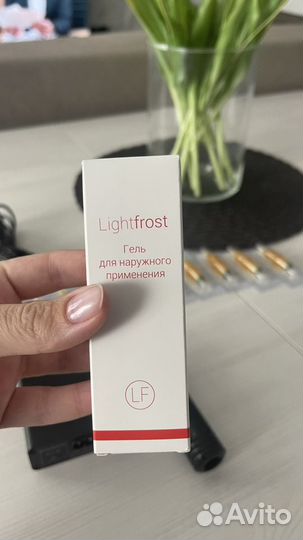 Lightfrost
Гель
для наружного
применения
LF
Avito